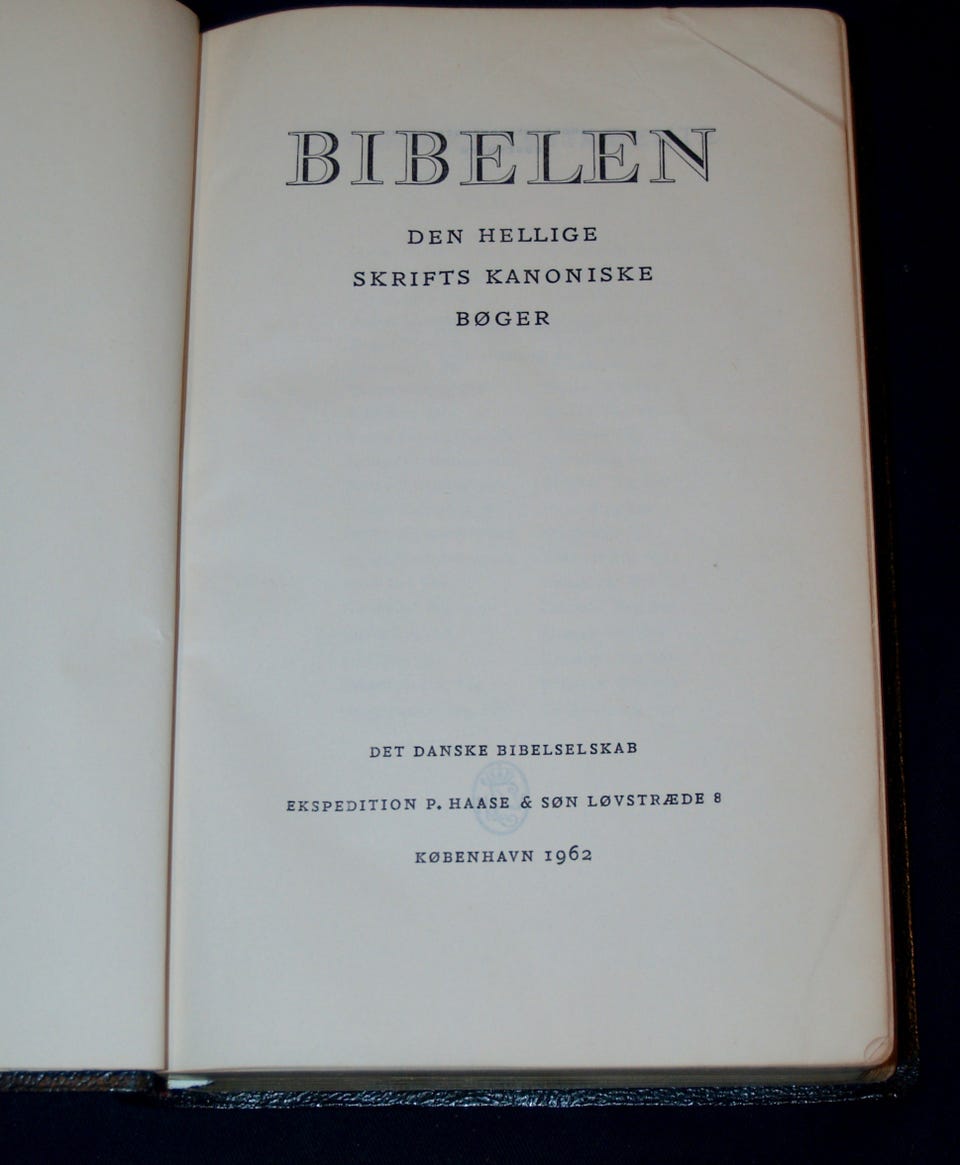 BIBELEN
DEN HELLIGE
SKRIFTS KANONISKE
BØGER
DET DANSKE BIBELSELSKAB
EKSPEDITION P. HAASE & SØN LØVSTRÆDE 8
KØBENHAVN 1962